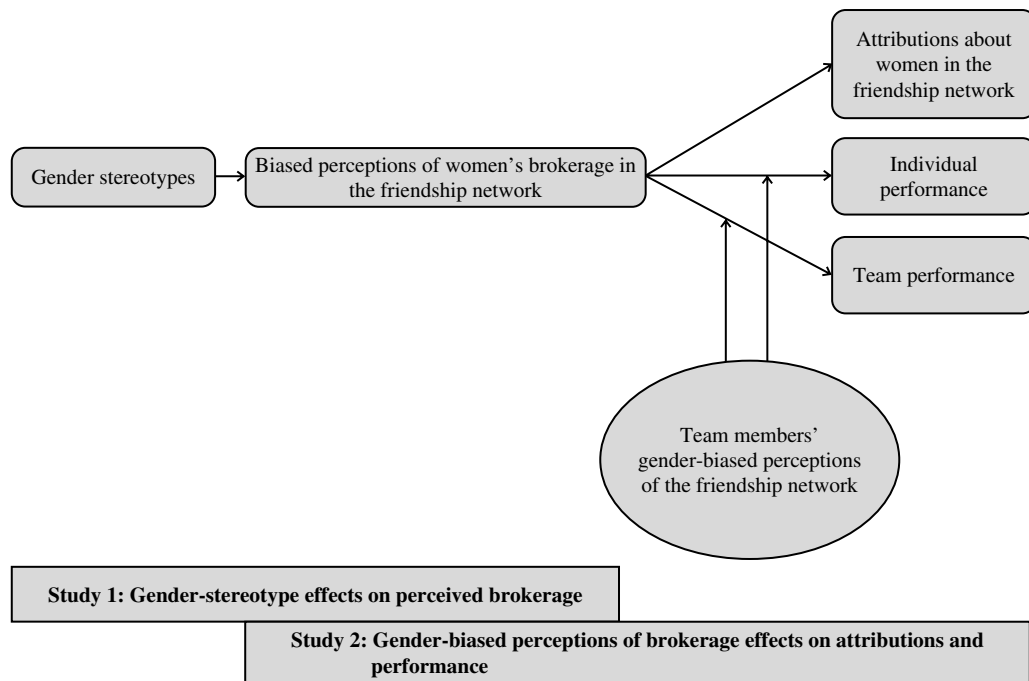 Attributions about
women in the
friendship network
Gender stereotypes
Biased perceptions of women’s brokerage in
the friendship network
Individual
performance
Team performance
Team members’
gender-biased perceptions
of the friendship network
Study 1: Gender-stereotype effects on perceived brokerage
Study 2: Gender-biased perceptions of brokerage effects on attributions and
performance